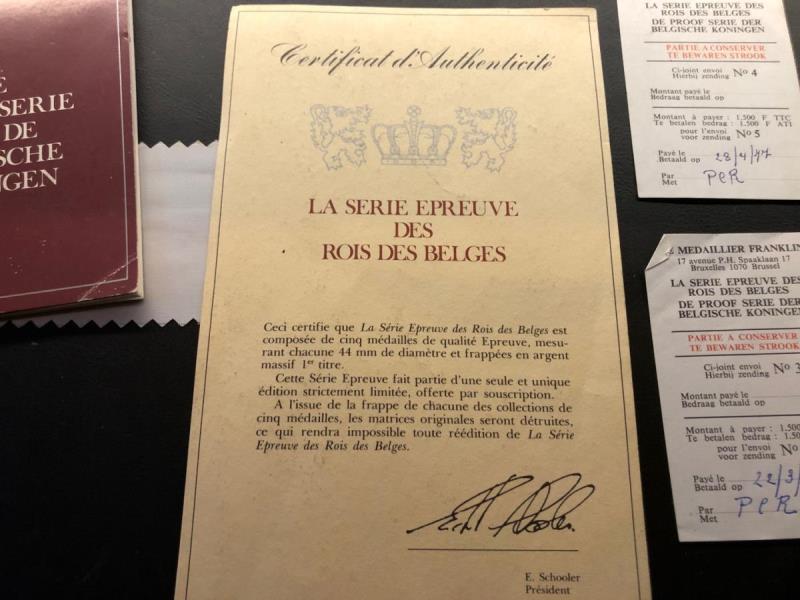 E
SERIE
DE
SCHE
NGEN
Certificat d'Authenticité
LA SERIE EPREUVE
DES
ROIS DES BELGES
Ceci certifie que La Série Epreuve des Rois des Belges est
composée de cinq médailles de qualité Epreuve, mesu-
rant chacune 44 mm de diamètre et frappées en argent
massif 1er titre.
Cette Série Epreuve fait partie d'une seule et unique
édition strictement limitée, offerte par souscription.
A l'issue de la frappe de chacune des collections de
cinq médailles, les matrices originales seront détruites,
ce qui rendra impossible toute réédition de La Série
Epreuve des Rois des Belges.
E. Schooler
Président
LA SERIE EPREUVE DES
ROIS DES BELGES
DE PROOF SERIE DER
BELGISCHE KONINGEN
PARTIE A CONSERVER
TE BEWAREN STROOK
Ci-joint envoi
Hierbij zending No 4
Montant payé le
Bedraag betaald op
Montant à payer : 1.500 F TTC
Te betalen bedrag : 1.500 F ATI
pour l'envoi
voor zending No 5
Payé le
Betaald op 28/4/77
Par
Met PCR
MEDAILLIER FRANKLIN
17 avenue P.H. Spaaklaan 17
Bruxelles 1070 Brussel
LA SERIE EPREUVE DES
ROIS DES BELGES
DE PROOF SERIE DER
BELGISCHE KONINGEN
PARTIE A CONSERVER
TE BEWAREN STROOK
Ci-joint envoi
Hierbij zending No 3
Montant payé le
Bedraag betaald op
Montant à payer : 1.500
Te betalen bedrag : 1.50
pour l'envoi
voor zending No
Payé le
Betaald op 22/3/
Par
Met PCR